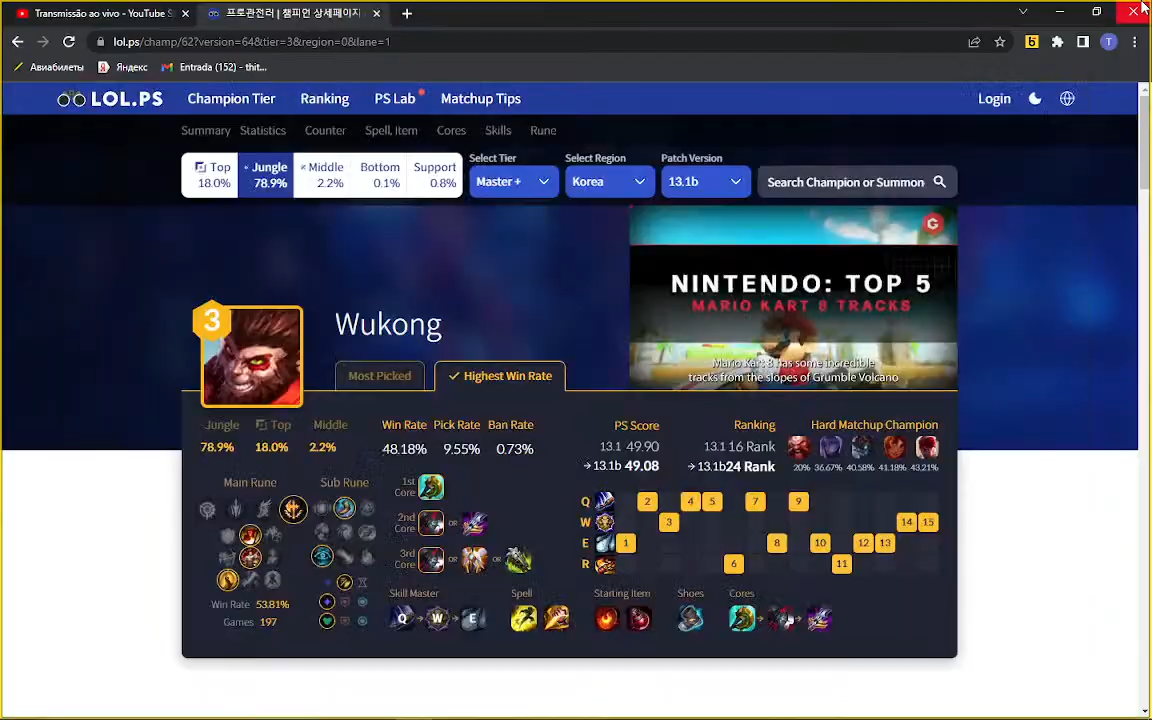 Transmissão ao vivo - YouTube S
프로관전러 | 챔피언 상세페이지
lol.ps/champ/62?version=64&tier=3&region=0&lane=1
Авиабилеты
Яндекс
Entrada (152) - thit...
LOL.PS
Champion Tier
Ranking
PS Lab
Matchup Tips
Login
Summary
Statistics
Counter
Spell, Item
Cores
Skills
Rune
Select Tier
Select Region
Patch Version
Top
18.0%
Jungle
78.9%
Middle
2.2%
Bottom
0.1%
Support
0.8%
Master +
Korea
13.1b
Search Champion or Summon
G
NINTENDO: TOP 5
MARIO KART 8 TRACKS
Mario Kart 8 has some incredible
tracks from the slopes of Grumble Volcano
3
Wukong
Most Picked
Highest Win Rate
Jungle
78.9%
Top
18.0%
Middle
2.2%
Win Rate
48.18%
Pick Rate
9.55%
Ban Rate
0.73%
PS Score
13.1 49.90
→ 13.1b 49.08
Ranking
13.1 16 Rank
→ 13.1b 24 Rank
Hard Matchup Champion
20% 36.67% 40.58% 41.18% 43.21%
Main Rune
Sub Rune
Win Rate 53.81%
Games 197
1st
Core
2nd
Core
OR
3rd
Core
OR
OR
Q 2 4 5 7 9
W 3 14 15
E 1 8 10 12 13
R 6 11
Skill Master
Q W E
Spell
Starting Item
Shoes
Cores